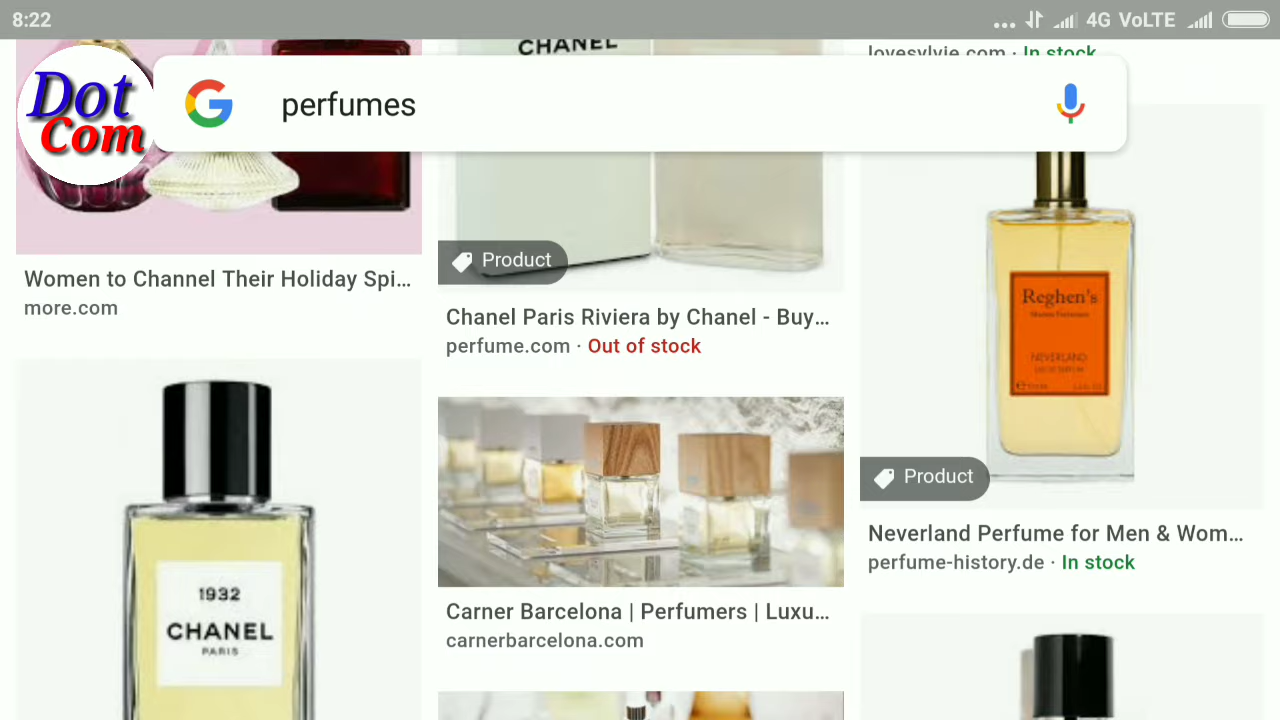 8:22
4G VoLTE
Dot
Com
perfumes
CHANEL
lovesylvie.com · In stock
Product
Women to Channel Their Holiday Spi...
more.com
Chanel Paris Riviera by Chanel - Buy...
perfume.com · Out of stock
Reghen's
NEVERLAND
Product
Neverland Perfume for Men & Wom...
perfume-history.de · In stock
1932
CHANEL
PARIS
Carner Barcelona | Perfumers | Luxu...
carnerbarcelona.com